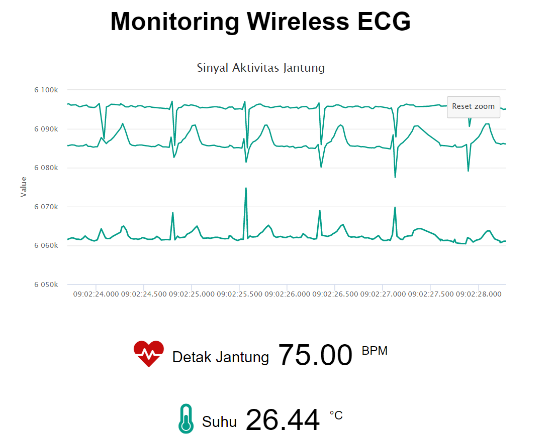 Monitoring Wireless ECG
Sinyal Aktivitas Jantung
6 100k
Reset zoom
6 090k
6 080k
Value
6 070k
6 060k
6 050k
09:02:24.000 09:02:24.500 09:02:25.000 09:02:25.500 09:02:26.000 09:02:26.500 09:02:27.000 09:02:27.500 09:02:28.000
Detak Jantung 75.00 BPM
Suhu 26.44 °C